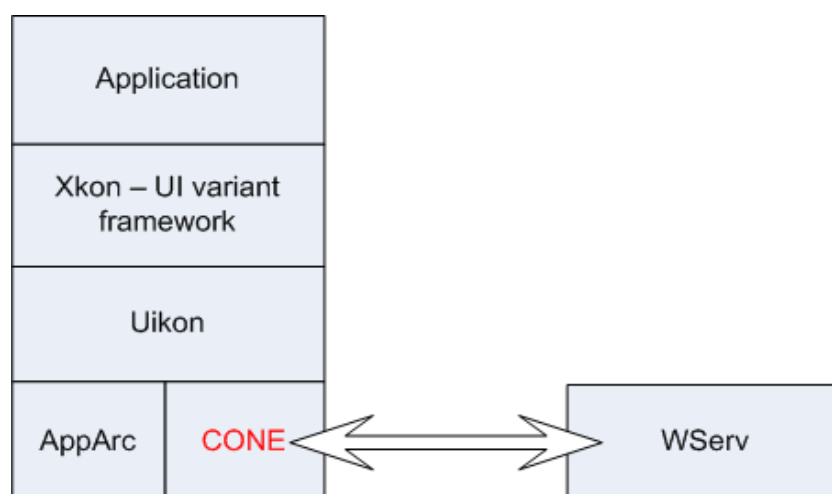 Application
Xkon – UI variant
framework
Uikon
AppArc
CONE
WServ